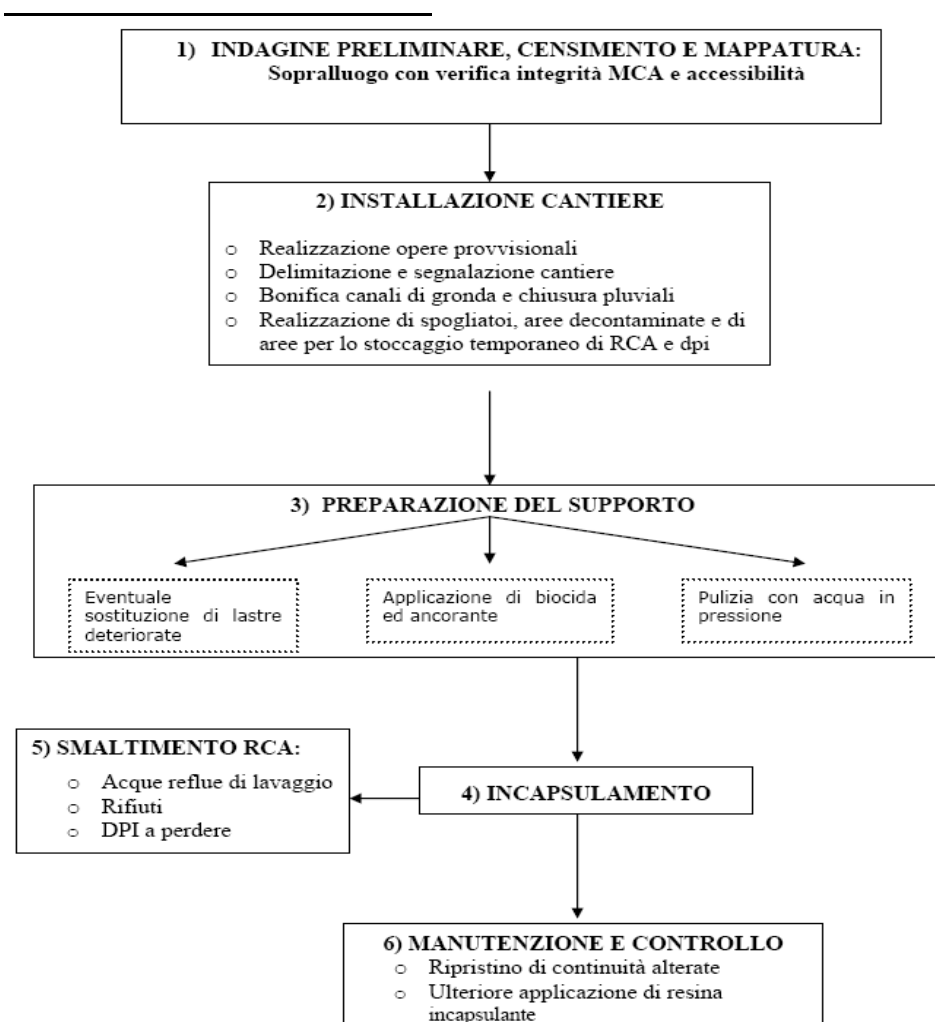 1) INDAGINE PRELIMINARE, CENSIMENTO E MAPPATURA:
Sopralluogo con verifica integrità MCA e accessibilità
2) INSTALLAZIONE CANTIERE
o Realizzazione opere provvisionali
o Delimitazione e segnalazione cantiere
o Bonifica canali di gronda e chiusura pluviali
o Realizzazione di spogliatoi, aree decontaminate e di
aree per lo stoccaggio temporaneo di RCA e dpi
3) PREPARAZIONE DEL SUPPORTO
Eventuale
sostituzione di lastre
deteriorate
Applicazione di biocida
ed ancorante
Pulizia con acqua in
pressione
5) SMALTIMENTO RCA:
o Acque reflue di lavaggio
o Rifiuti
o DPI a perdere
4) INCAPSULAMENTO
6) MANUTENZIONE E CONTROLLO
o Ripristino di continuità alterate
o Ulteriore applicazione di resina
incapsulante